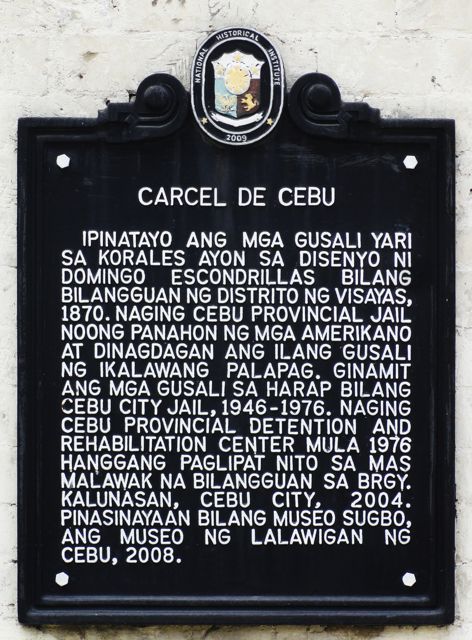 NATIONAL HISTORICAL INSTITUTE
2009
CARCEL DE CEBU
IPINATAYO ANG MGA GUSALI YARI
SA KORALES AYON SA DISENYO NI
DOMINGO ESCONDRILLAS BILANG
BILANGGUAN NG DISTRITO NG VISAYAS,
1870. NAGING CEBU PROVINCIAL JAIL
NOONG PANAHON NG MGA AMERIKANO
AT DINAGDAGAN ANG ILANG GUSALI
NG IKALAWANG PALAPAG. GINAMIT
ANG MGA GUSALI SA HARAP BILANG
CEBU CITY JAIL, 1946-1976. NAGING
CEBU PROVINCIAL DETENTION AND
REHABILITATION CENTER MULA 1976
HANGGANG PAGLIPAT NITO SA MAS
MALAWAK NA BILANGGUAN SA BRGY.
KALUNASAN, CEBU CITY, 2004.
PINASINAYAAN BILANG MUSEO SUGBO,
ANG MUSEO NG LALAWIGAN NG
CEBU, 2008.